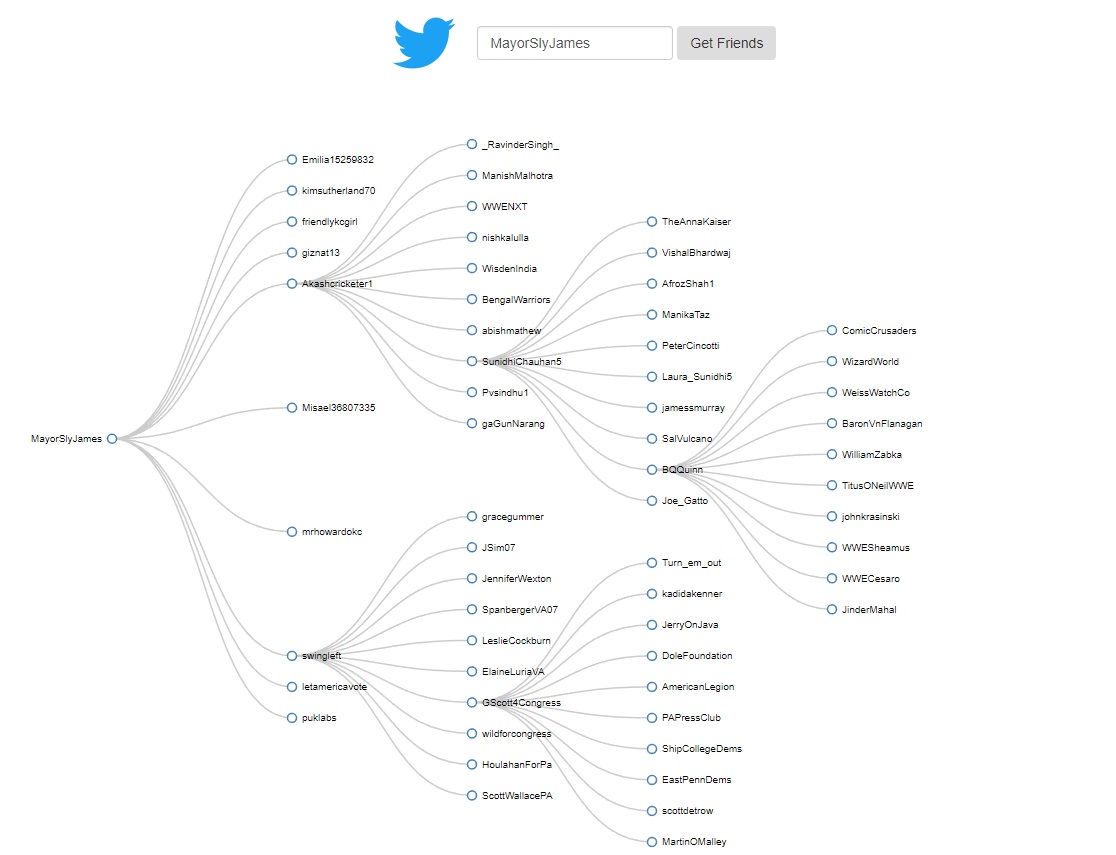 MayorSlyJames
Get Friends
MayorSlyJames
Emilia15259832
kimsutherland70
friendlykcgirl
giznat13
Akashcricketer1
Misael36807335
mrhowardokc
swingleft
letamericavote
puklabs
_RavinderSingh_
ManishMalhotra
WWENXT
nishkalulla
WisdenIndia
BengalWarriors
abishmathew
SunidhiChauhan5
Pvsindhu1
gaGunNarang
gracegummer
JSim07
JenniferWexton
SpanbergerVA07
LeslieCockburn
ElaineLuriaVA
GScott4Congress
wildforcongress
HoulahanForPa
ScottWallacePA
TheAnnaKaiser
VishalBhardwaj
AfrozShah1
ManikaTaz
PeterCincotti
Laura_Sunidhi5
jamessmurray
SalVulcano
BQQuinn
Joe_Gatto
Turn_em_out
kadidakenner
JerryOnJava
DoleFoundation
AmericanLegion
PAPressClub
ShipCollegeDems
EastPennDems
scottdetrow
MartinOMalley
ComicCrusaders
WizardWorld
WeissWatchCo
BaronVnFlanagan
WilliamZabka
TitusONeilWWE
johnkrasinski
WWESheamus
WWECesaro
JinderMahal